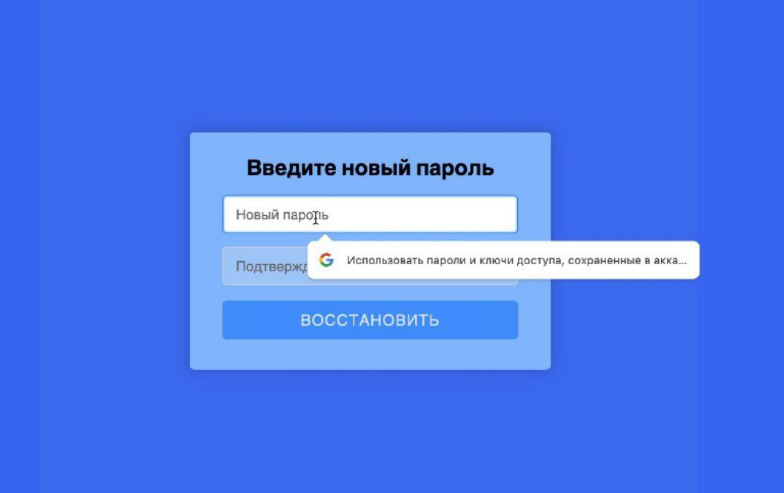 Введите новый пароль
Новый пароль
Использовать пароли и ключи доступа, сохраненные в акка...
Подтвержд
ВОССТАНОВИТЬ